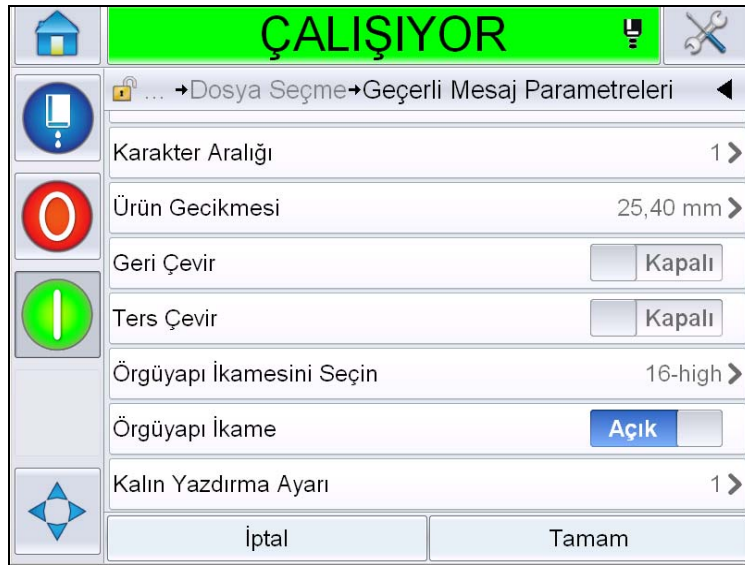 ÇALIŞIYOR
... →Dosya Seçme→Geçerli Mesaj Parametreleri
Karakter Aralığı 1
Ürün Gecikmesi 25,40 mm
Geri Çevir Kapalı
Ters Çevir Kapalı
Örgüyapı İkamesini Seçin 16-high
Örgüyapı İkame Açık
Kalın Yazdırma Ayarı 1
İptal Tamam